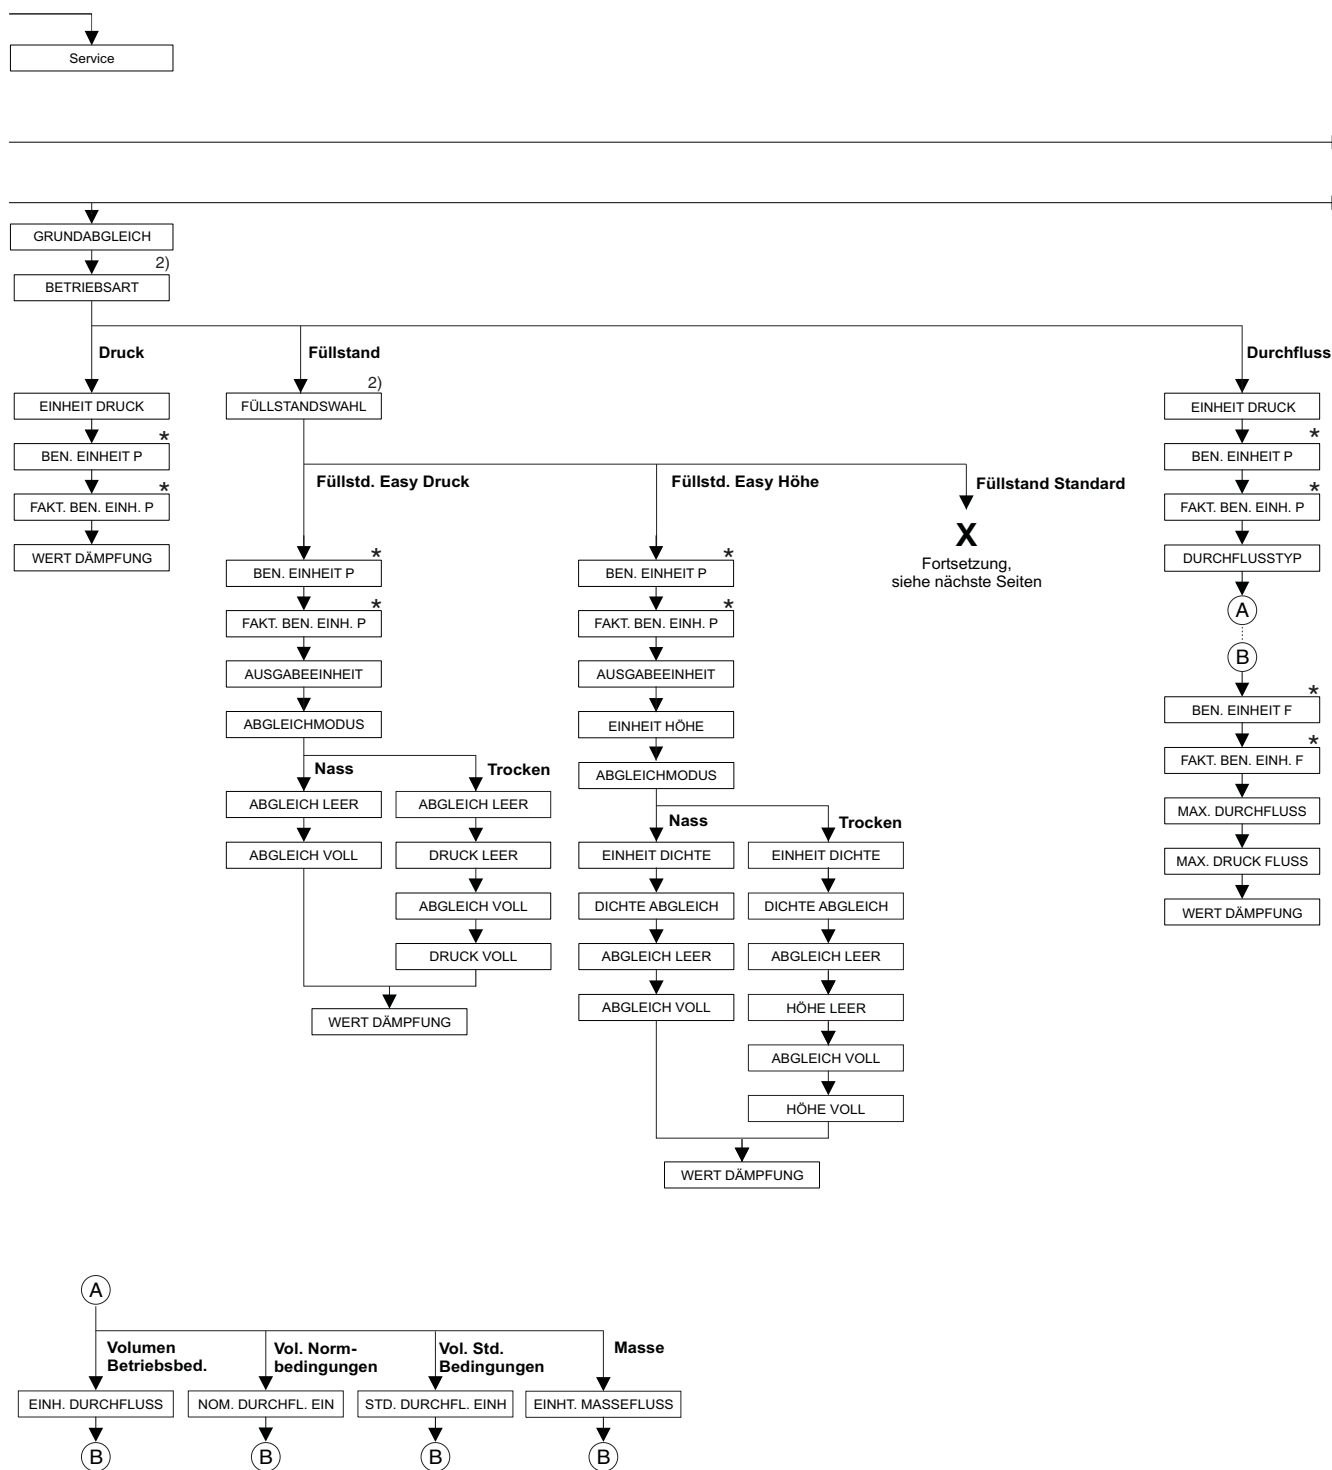 Service
GRUNDABGLEICH
2)
BETRIEBSART
Druck
EINHEIT DRUCK
*
BEN. EINHEIT P
*
FAKT. BEN. EINH. P
WERT DÄMPFUNG
Füllstand
2)
FÜLLSTANDSWAHL
Füllstd. Easy Druck
*
BEN. EINHEIT P
*
FAKT. BEN. EINH. P
AUSGABEEINHEIT
ABGLEICHMODUS
Nass
ABGLEICH LEER
ABGLEICH VOLL
Trocken
ABGLEICH LEER
DRUCK LEER
ABGLEICH VOLL
DRUCK VOLL
WERT DÄMPFUNG
Füllstd. Easy Höhe
*
BEN. EINHEIT P
*
FAKT. BEN. EINH. P
AUSGABEEINHEIT
EINHEIT HÖHE
ABGLEICHMODUS
Nass
EINHEIT DICHTE
DICHTE ABGLEICH
ABGLEICH LEER
ABGLEICH VOLL
Trocken
EINHEIT DICHTE
DICHTE ABGLEICH
ABGLEICH LEER
HÖHE LEER
ABGLEICH VOLL
HÖHE VOLL
WERT DÄMPFUNG
Füllstand Standard
X
Fortsetzung,
siehe nächste Seiten
Durchfluss
EINHEIT DRUCK
*
BEN. EINHEIT P
*
FAKT. BEN. EINH. P
DURCHFLUSSTYP
A
B
*
BEN. EINHEIT F
*
FAKT. BEN. EINH. F
MAX. DURCHFLUSS
MAX. DRUCK FLUSS
WERT DÄMPFUNG
A
Volumen
Betriebsbed.
EINH. DURCHFLUSS
B
Vol. Norm-
bedingungen
NOM. DURCHFL. EIN
B
Vol. Std.
Bedingungen
STD. DURCHFL. EINH
B
Masse
EINHT. MASSEFLUSS
B